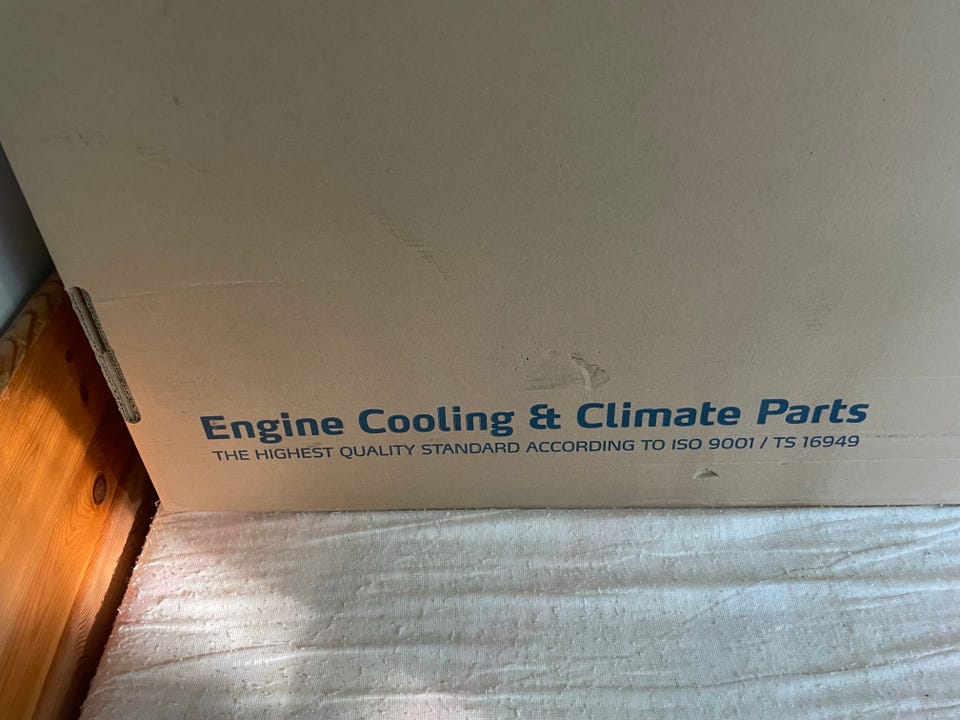 Engine Cooling & Climate Parts
THE HIGHEST QUALITY STANDARD ACCORDING TO ISO 9001 / TS 16949